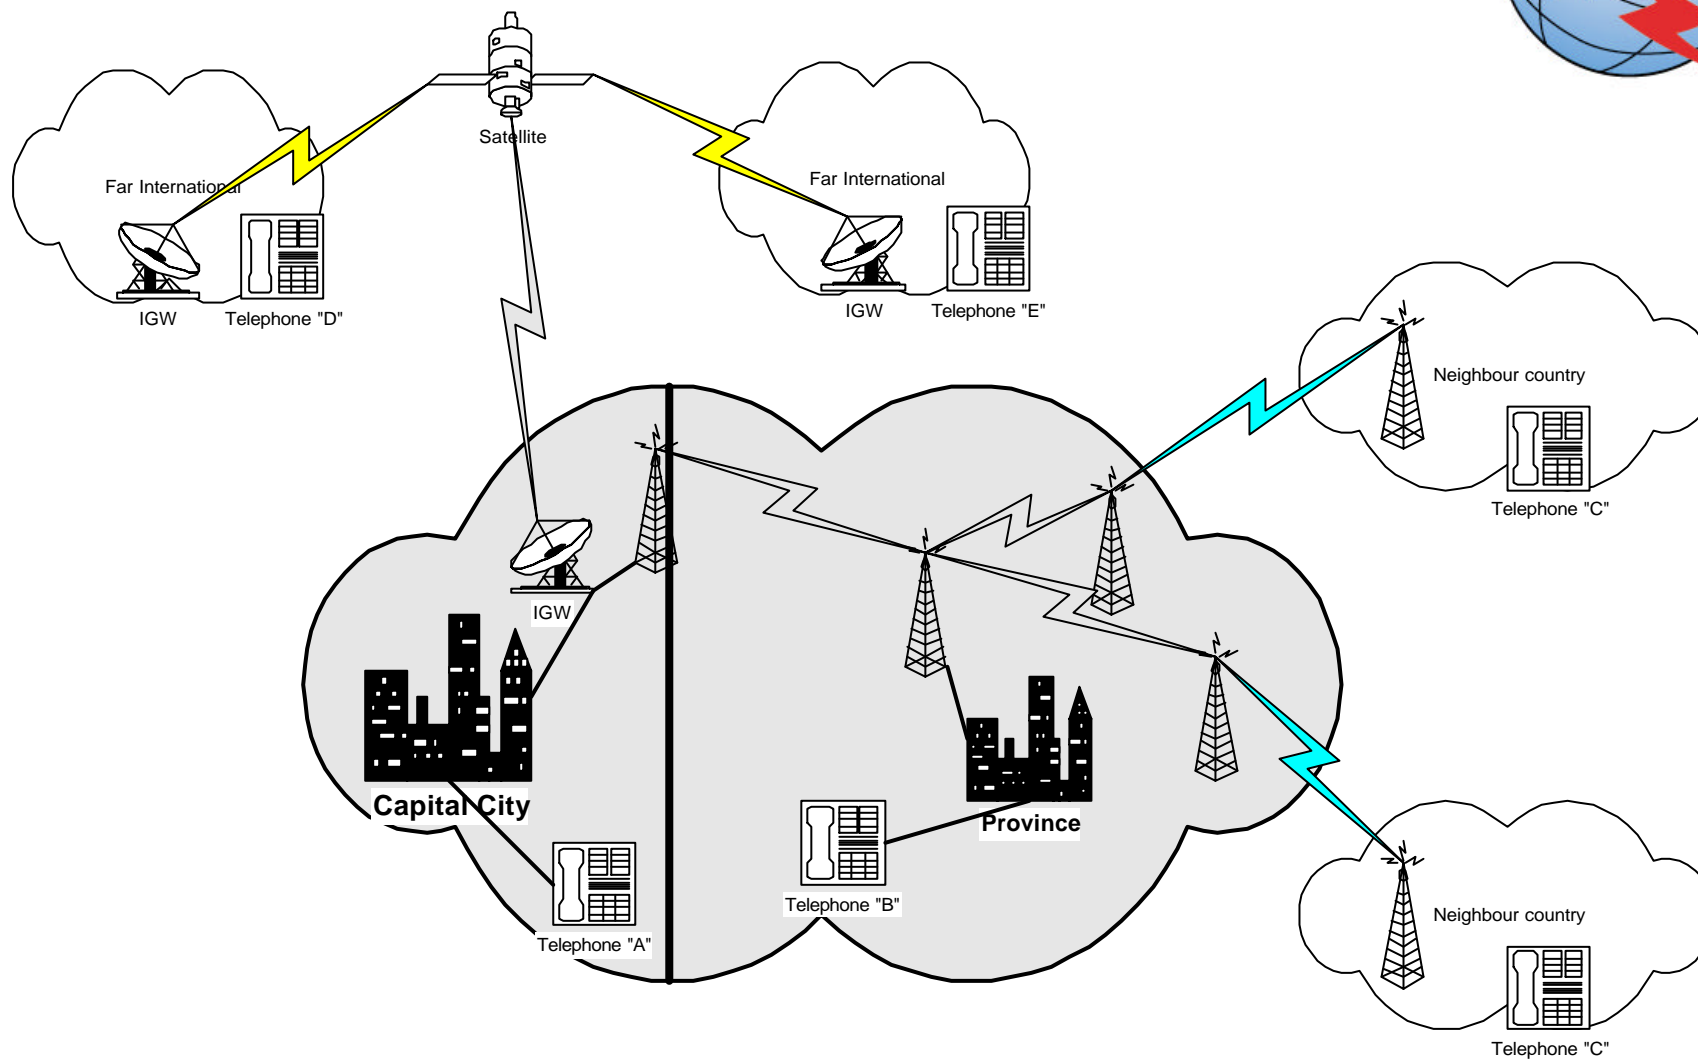 Satellite
Far International
IGW
Telephone "D"
Far International
IGW
Telephone "E"
Neighbour country
Telephone "C"
IGW
Capital City
Province
Telephone "B"
Telephone "A"
Neighbour country
Telephone "C"